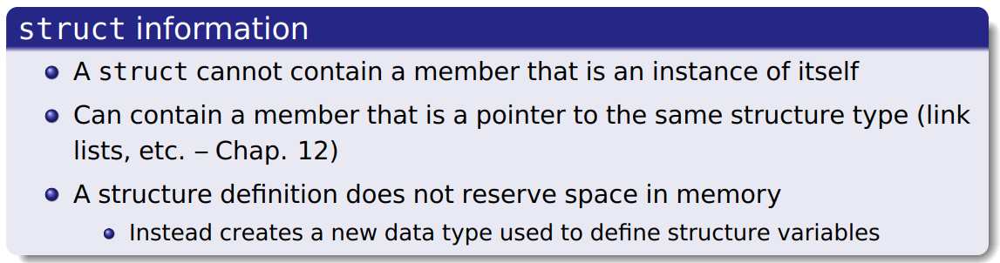 struct information
A struct cannot contain a member that is an instance of itself
Can contain a member that is a pointer to the same structure type (link
lists, etc. – Chap. 12)
A structure definition does not reserve space in memory
Instead creates a new data type used to define structure variables